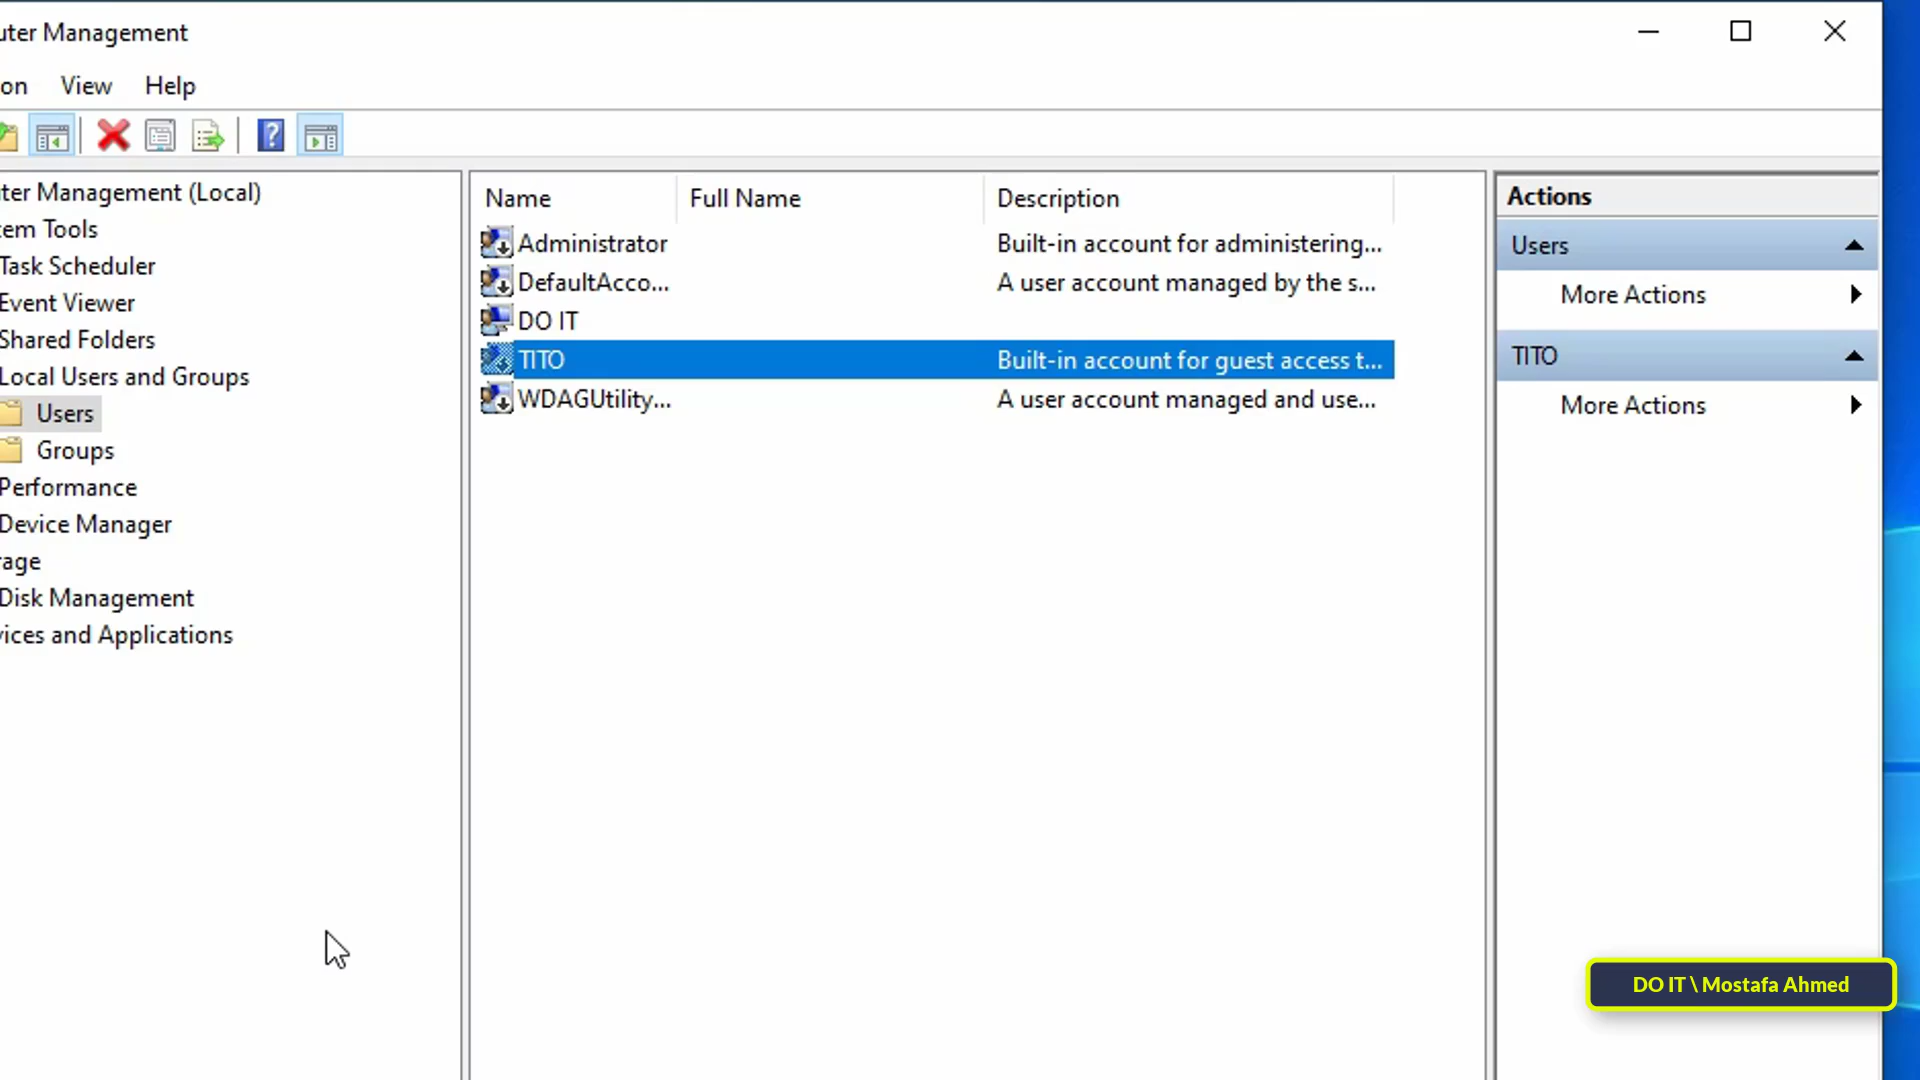 uter Management
on View Help
ter Management (Local)
tem Tools
Task Scheduler
Event Viewer
Shared Folders
Local Users and Groups
Users
Groups
Performance
Device Manager
rage
Disk Management
vices and Applications
Name Full Name Description
Administrator Built-in account for administering...
DefaultAcco... A user account managed by the s...
DO IT
TITO Built-in account for guest access t...
WDAGUtility... A user account managed and use...
Actions
Users
More Actions
TITO
More Actions
DO IT \ Mostafa Ahmed